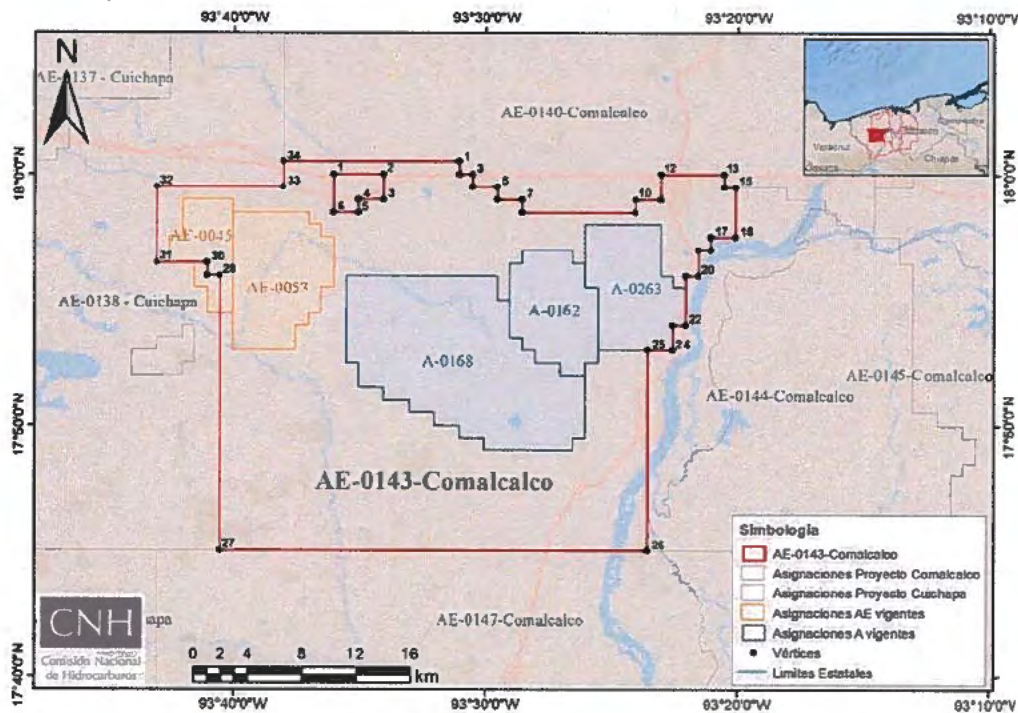 93°40'0"W 93°30'0"W 93°20'0"W 93°10'0"W
N
AE-0137 - Cuichapa
AE-0140-Comalcalco
Veracruz
Chiapas
Oaxaca
18°0'0"N 18°0'0"N
34 1 1 2 3 12 13
32 33 4 3 5 7 10 15
6 5
AE-0045
17 18
31 30
28
20
AE-0138 - Cuichapa
AE-0053
A-0263
A-0162
22
25 24
A-0168
AE-0145-Comalcalco
AE-0144-Comalcalco
17°50'0"N 17°50'0"N
AE-0143-Comalcalco
27 26
Simbología
AE-0143-Comalcalco
Asignaciones Proyecto Comalcalco
Asignaciones Proyecto Cuichapa
Asignaciones AE vigentes
Asignaciones A vigentes
Vértices
Limites Estatales
CNH
Comisión Nacional
de Hidrocarburos
AE-0147-Comalcalco
0 2 4 8 12 16
km
17°40'0"N 17°40'0"N
93°40'0"W 93°30'0"W 93°20'0"W 93°10'0"W